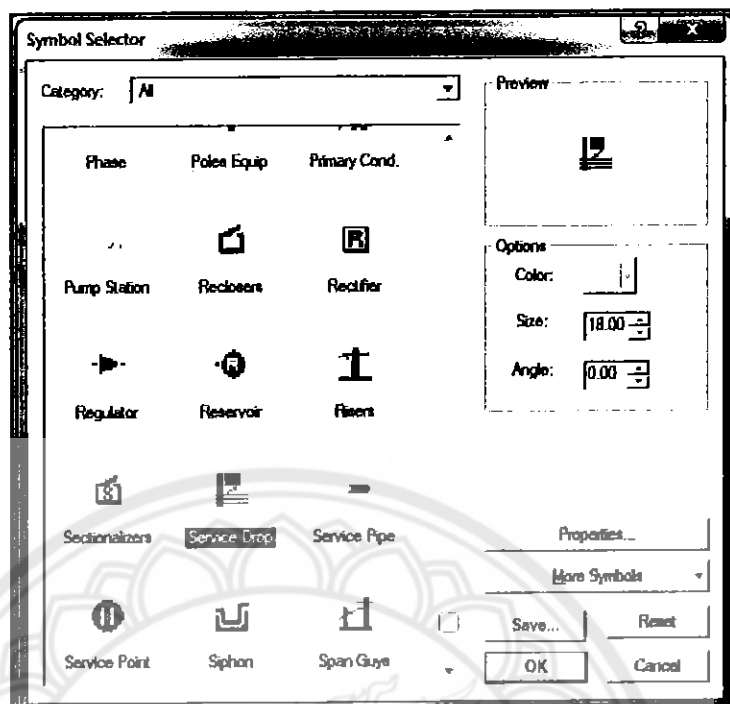 Symbol Selector
Category: All
Preview
Phase Poles Equip Primary Cond.
Pump Station Reclosers Rectifier
Options
Color:
Size: 18.00
Angle: 0.00
Regulator Reservoir Risers
Sectionalizers Service Drop Service Pipe
Properties...
More Symbols
Service Point Siphon Span Guys
Save... Reset
OK Cancel